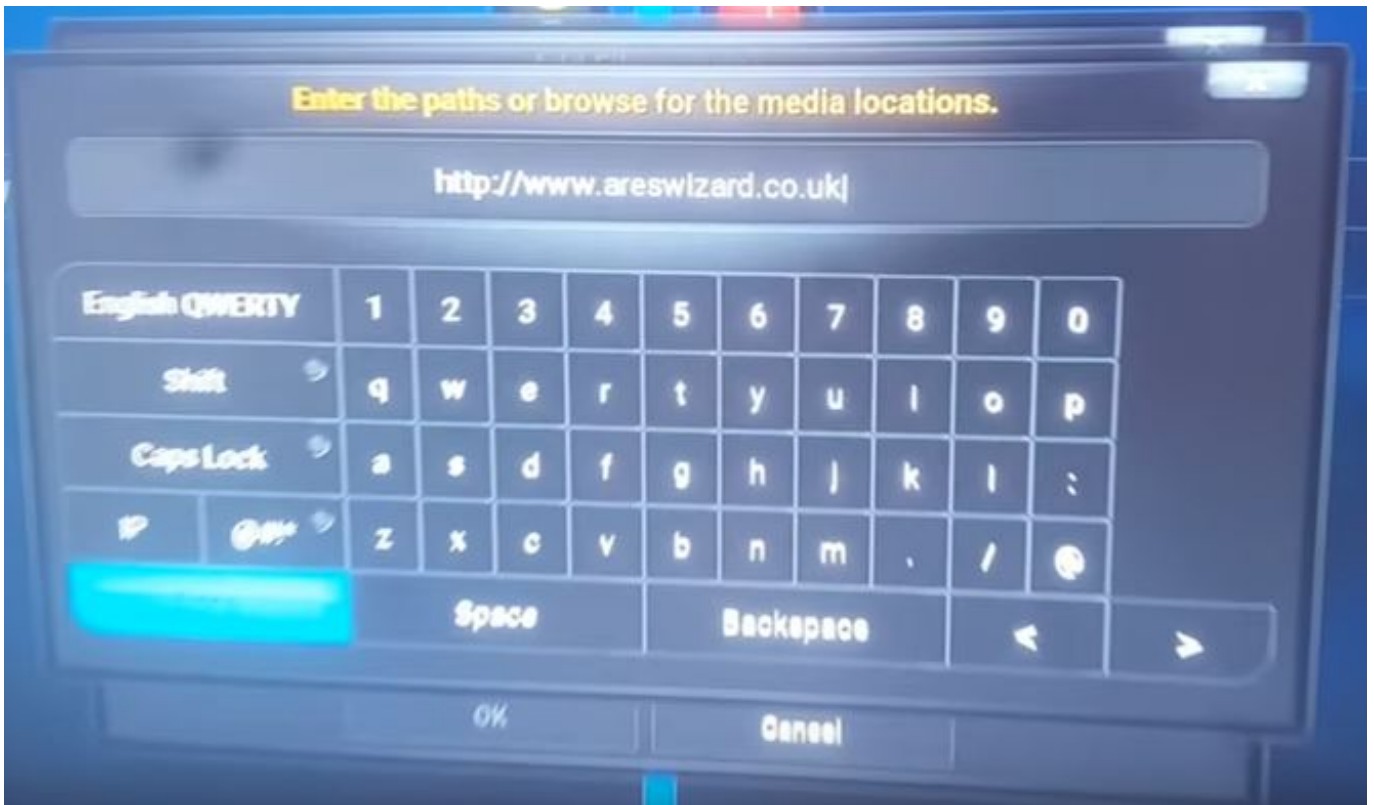 Enter the paths or browse for the media locations.
http://www.areswizard.co.uk
English QWERTY 1 2 3 4 5 6 7 8 9 0
Shift q w e r t y u i o p
Caps Lock a s d f g h j k l :
z x c v b n m . / @
Space Backspace < >
OK Cancel